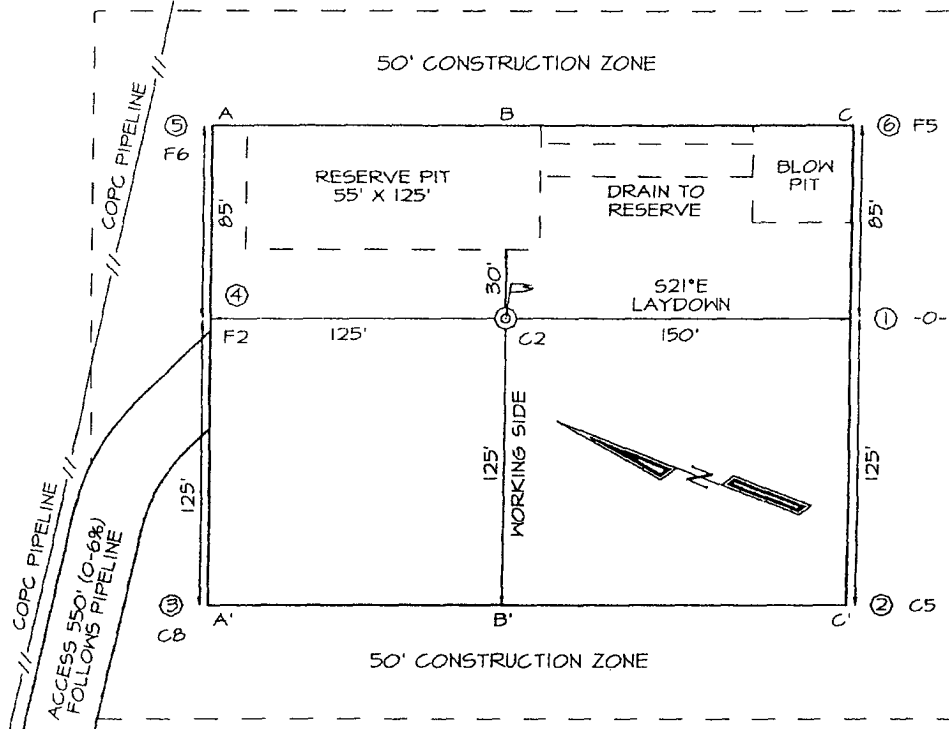 50' CONSTRUCTION ZONE
A
B
C
⑤
F6
⑥ F5
COPC PIPELINE
RESERVE PIT
55' X 125'
BLOW
PIT
DRAIN TO
RESERVE
85'
85'
30'
S21°E
LAYDOWN
④
F2
125'
C2
150'
① -0-
WORKING SIDE
125'
N
125'
125'
COPC PIPELINE
ACCESS 550' (0-6%)
FOLLOWS PIPELINE
③
C8
A'
B'
C'
② C5
50' CONSTRUCTION ZONE